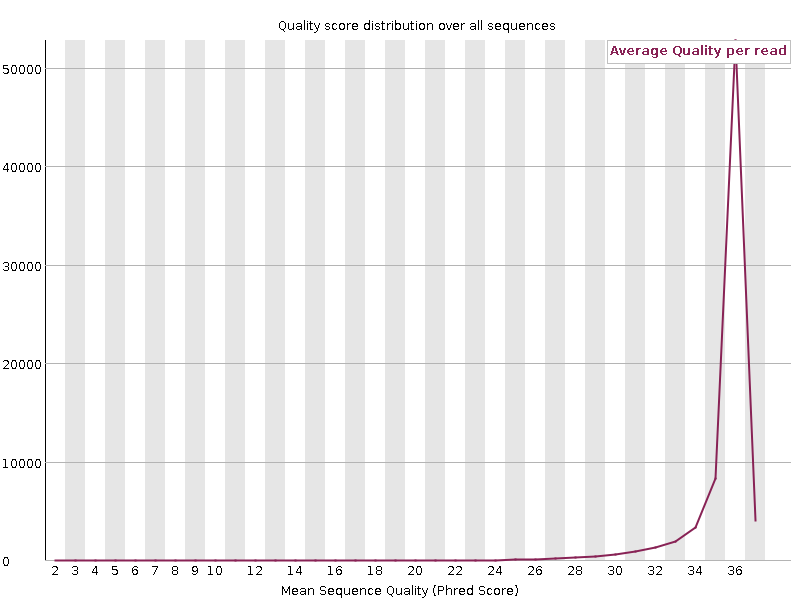 Quality score distribution over all sequences
Average Quality per read
50000
40000
30000
20000
10000
0
2 3 4 5 6 7 8 9 10 12 14 16 18 20 22 24 26 28 30 32 34 36
Mean Sequence Quality (Phred Score)